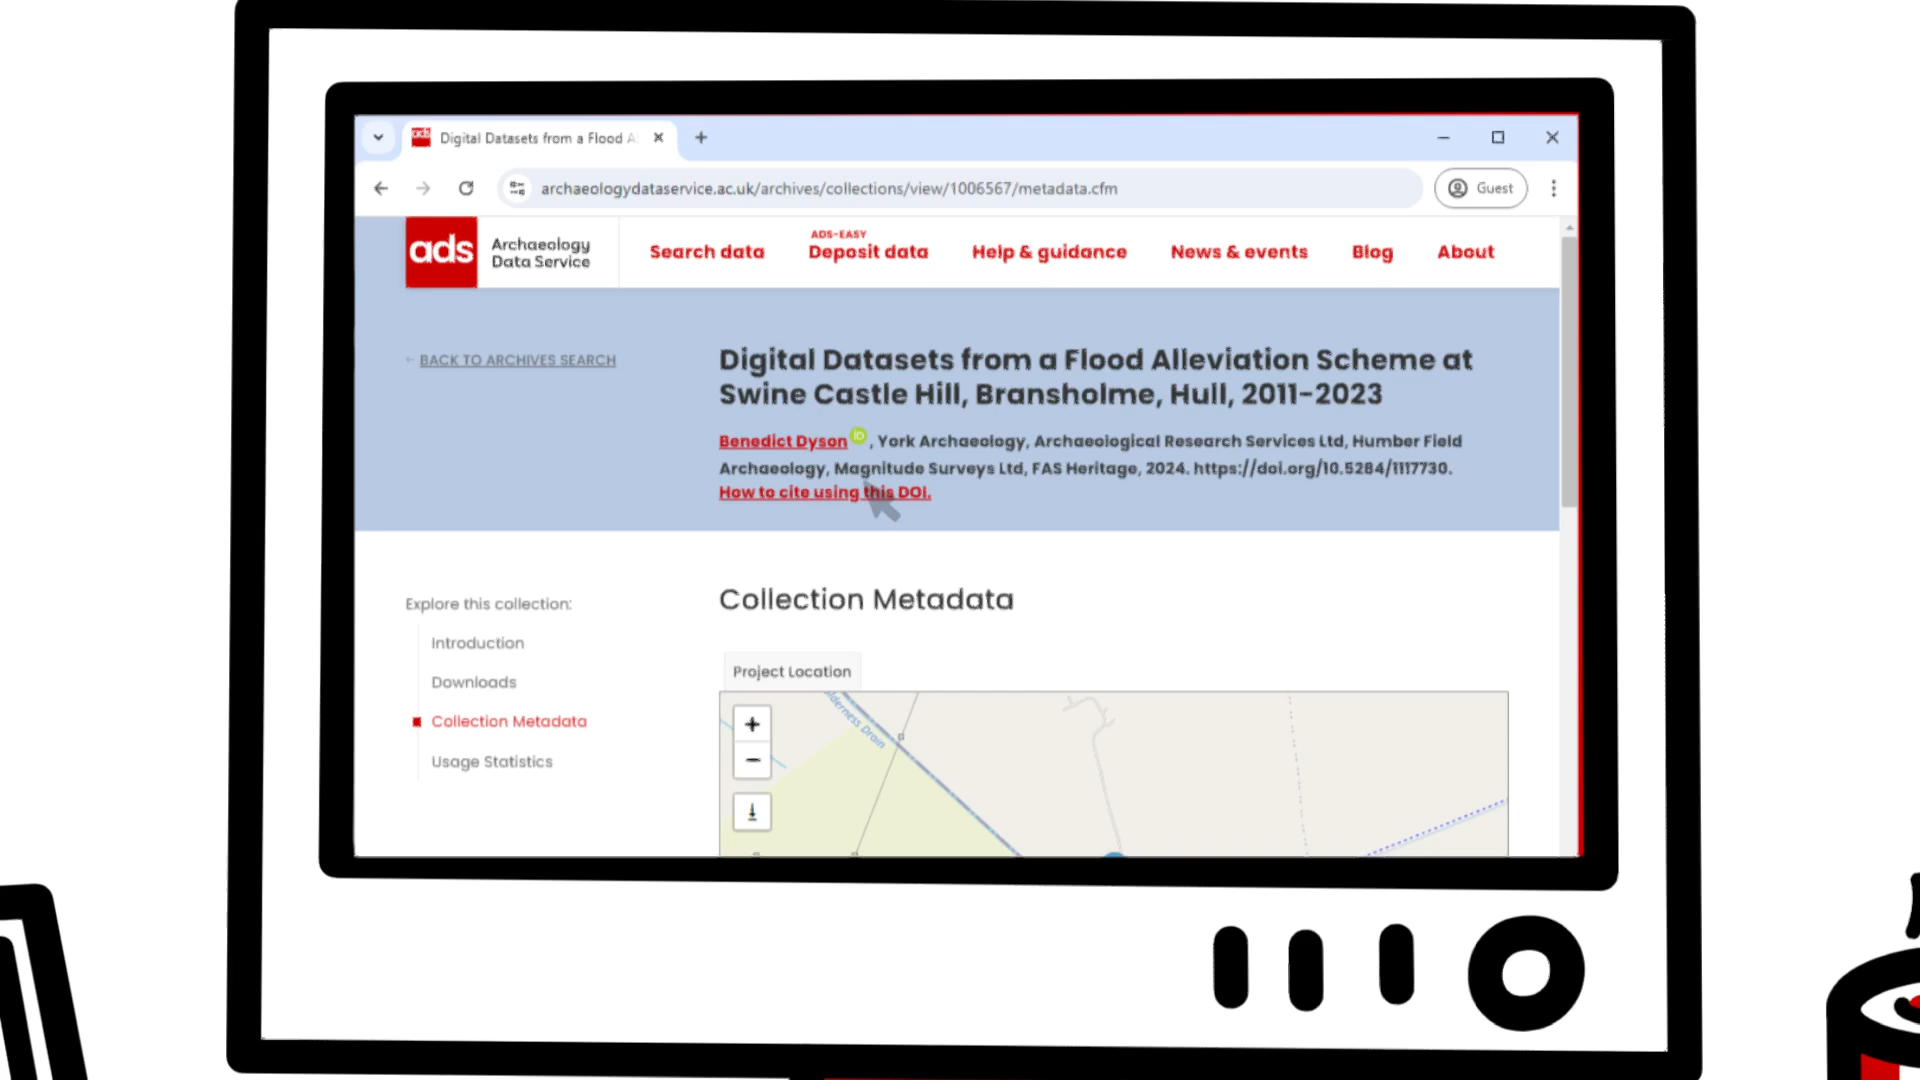 Digital Datasets from a Flood A
archaeologydataservice.ac.uk/archives/collections/view/1006567/metadata.cfm
Guest
ads
Archaeology
Data Service
Search data
ADS-EASY
Deposit data
Help & guidance
News & events
Blog
About
← BACK TO ARCHIVES SEARCH
Digital Datasets from a Flood Alleviation Scheme at
Swine Castle Hill, Bransholme, Hull, 2011-2023
Benedict Dyson iD, York Archaeology, Archaeological Research Services Ltd, Humber Field
Archaeology, Magnitude Surveys Ltd, FAS Heritage, 2024. https://doi.org/10.5284/1117730.
How to cite using this DOI.
Explore this collection:
Introduction
Downloads
Collection Metadata
Usage Statistics
Collection Metadata
Project Location
+
−
Drain